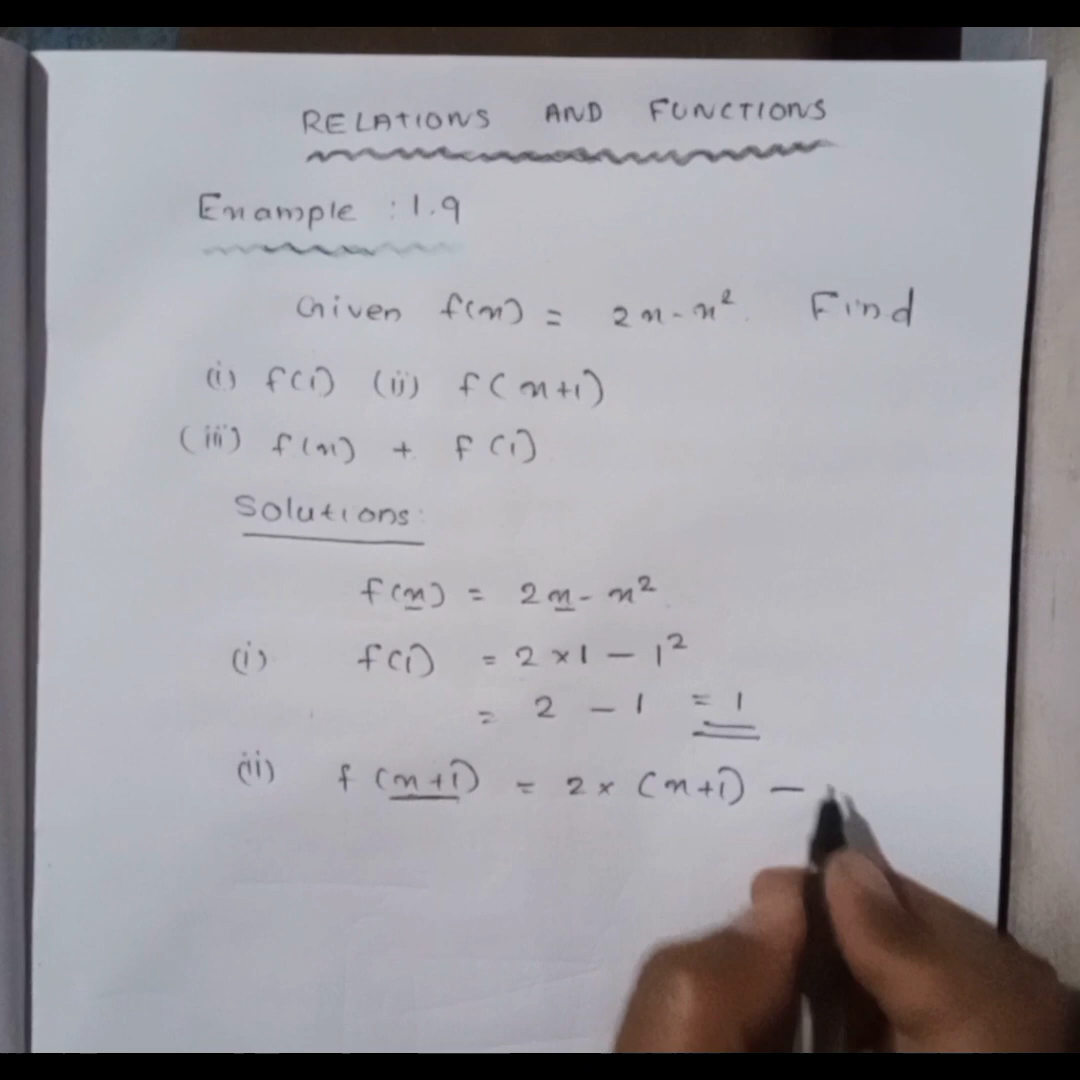 RELATIONS AND FUNCTIONS
Example : 1.9
Given f(x) = 2x - x². Find
(i) f(1) (ii) f(x+1)
(iii) f(x) + f(1)
Solutions:
f(x) = 2x - x²
(i) f(1) = 2 × 1 - 1²
= 2 - 1 = 1
(ii) f(x+1) = 2 × (x+1) -